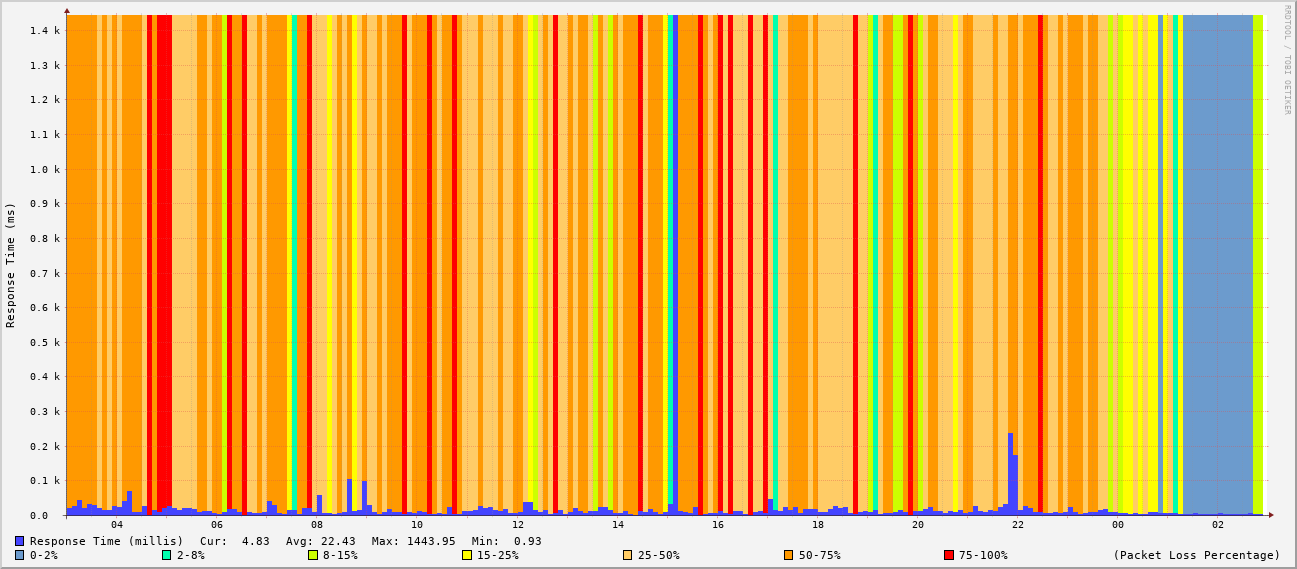 RRDTOOL / TOBI OETIKER
Response Time (ms)
1.4 k
1.3 k
1.2 k
1.1 k
1.0 k
0.9 k
0.8 k
0.7 k
0.6 k
0.5 k
0.4 k
0.3 k
0.2 k
0.1 k
0.0
04 06 08 10 12 14 16 18 20 22 00 02
Response Time (millis) Cur: 4.83 Avg: 22.43 Max: 1443.95 Min: 0.93
0-2% 2-8% 8-15% 15-25% 25-50% 50-75% 75-100% (Packet Loss Percentage)